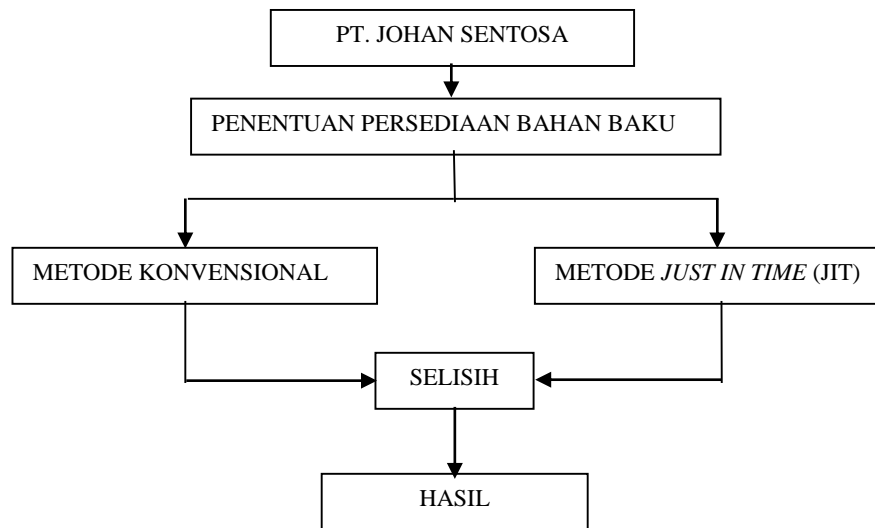 PT. JOHAN SENTOSA
PENENTUAN PERSEDIAAN BAHAN BAKU
METODE KONVENSIONAL
METODE JUST IN TIME (JIT)
SELISIH
HASIL